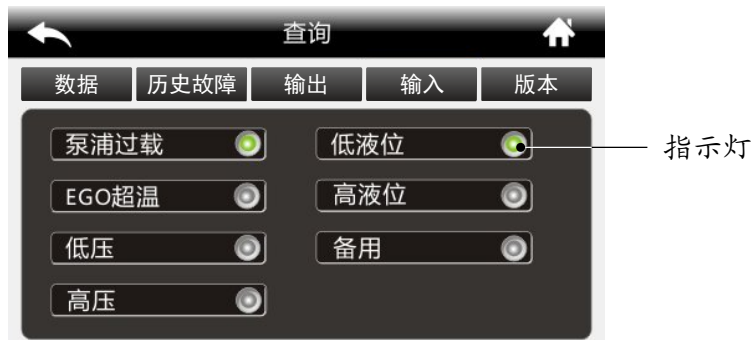 查询
数据 历史故障 输出 输入 版本
泵浦过载 低液位 指示灯
EGO超温 高液位
低压 备用
高压